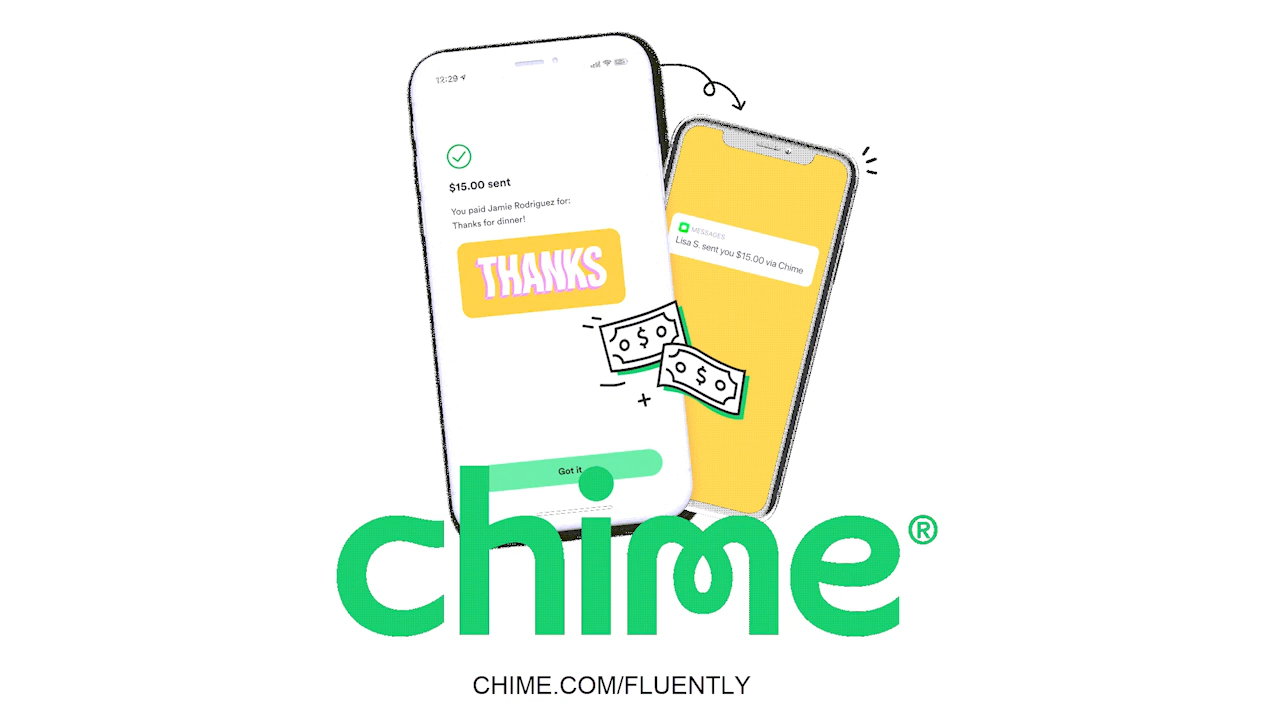 12:29
$15.00 sent
You paid Jamie Rodriguez for:
Thanks for dinner!
THANKS
Got it
MESSAGES
Lisa S. sent you $15.00 via Chime
$
$
chime®
CHIME.COM/FLUENTLY